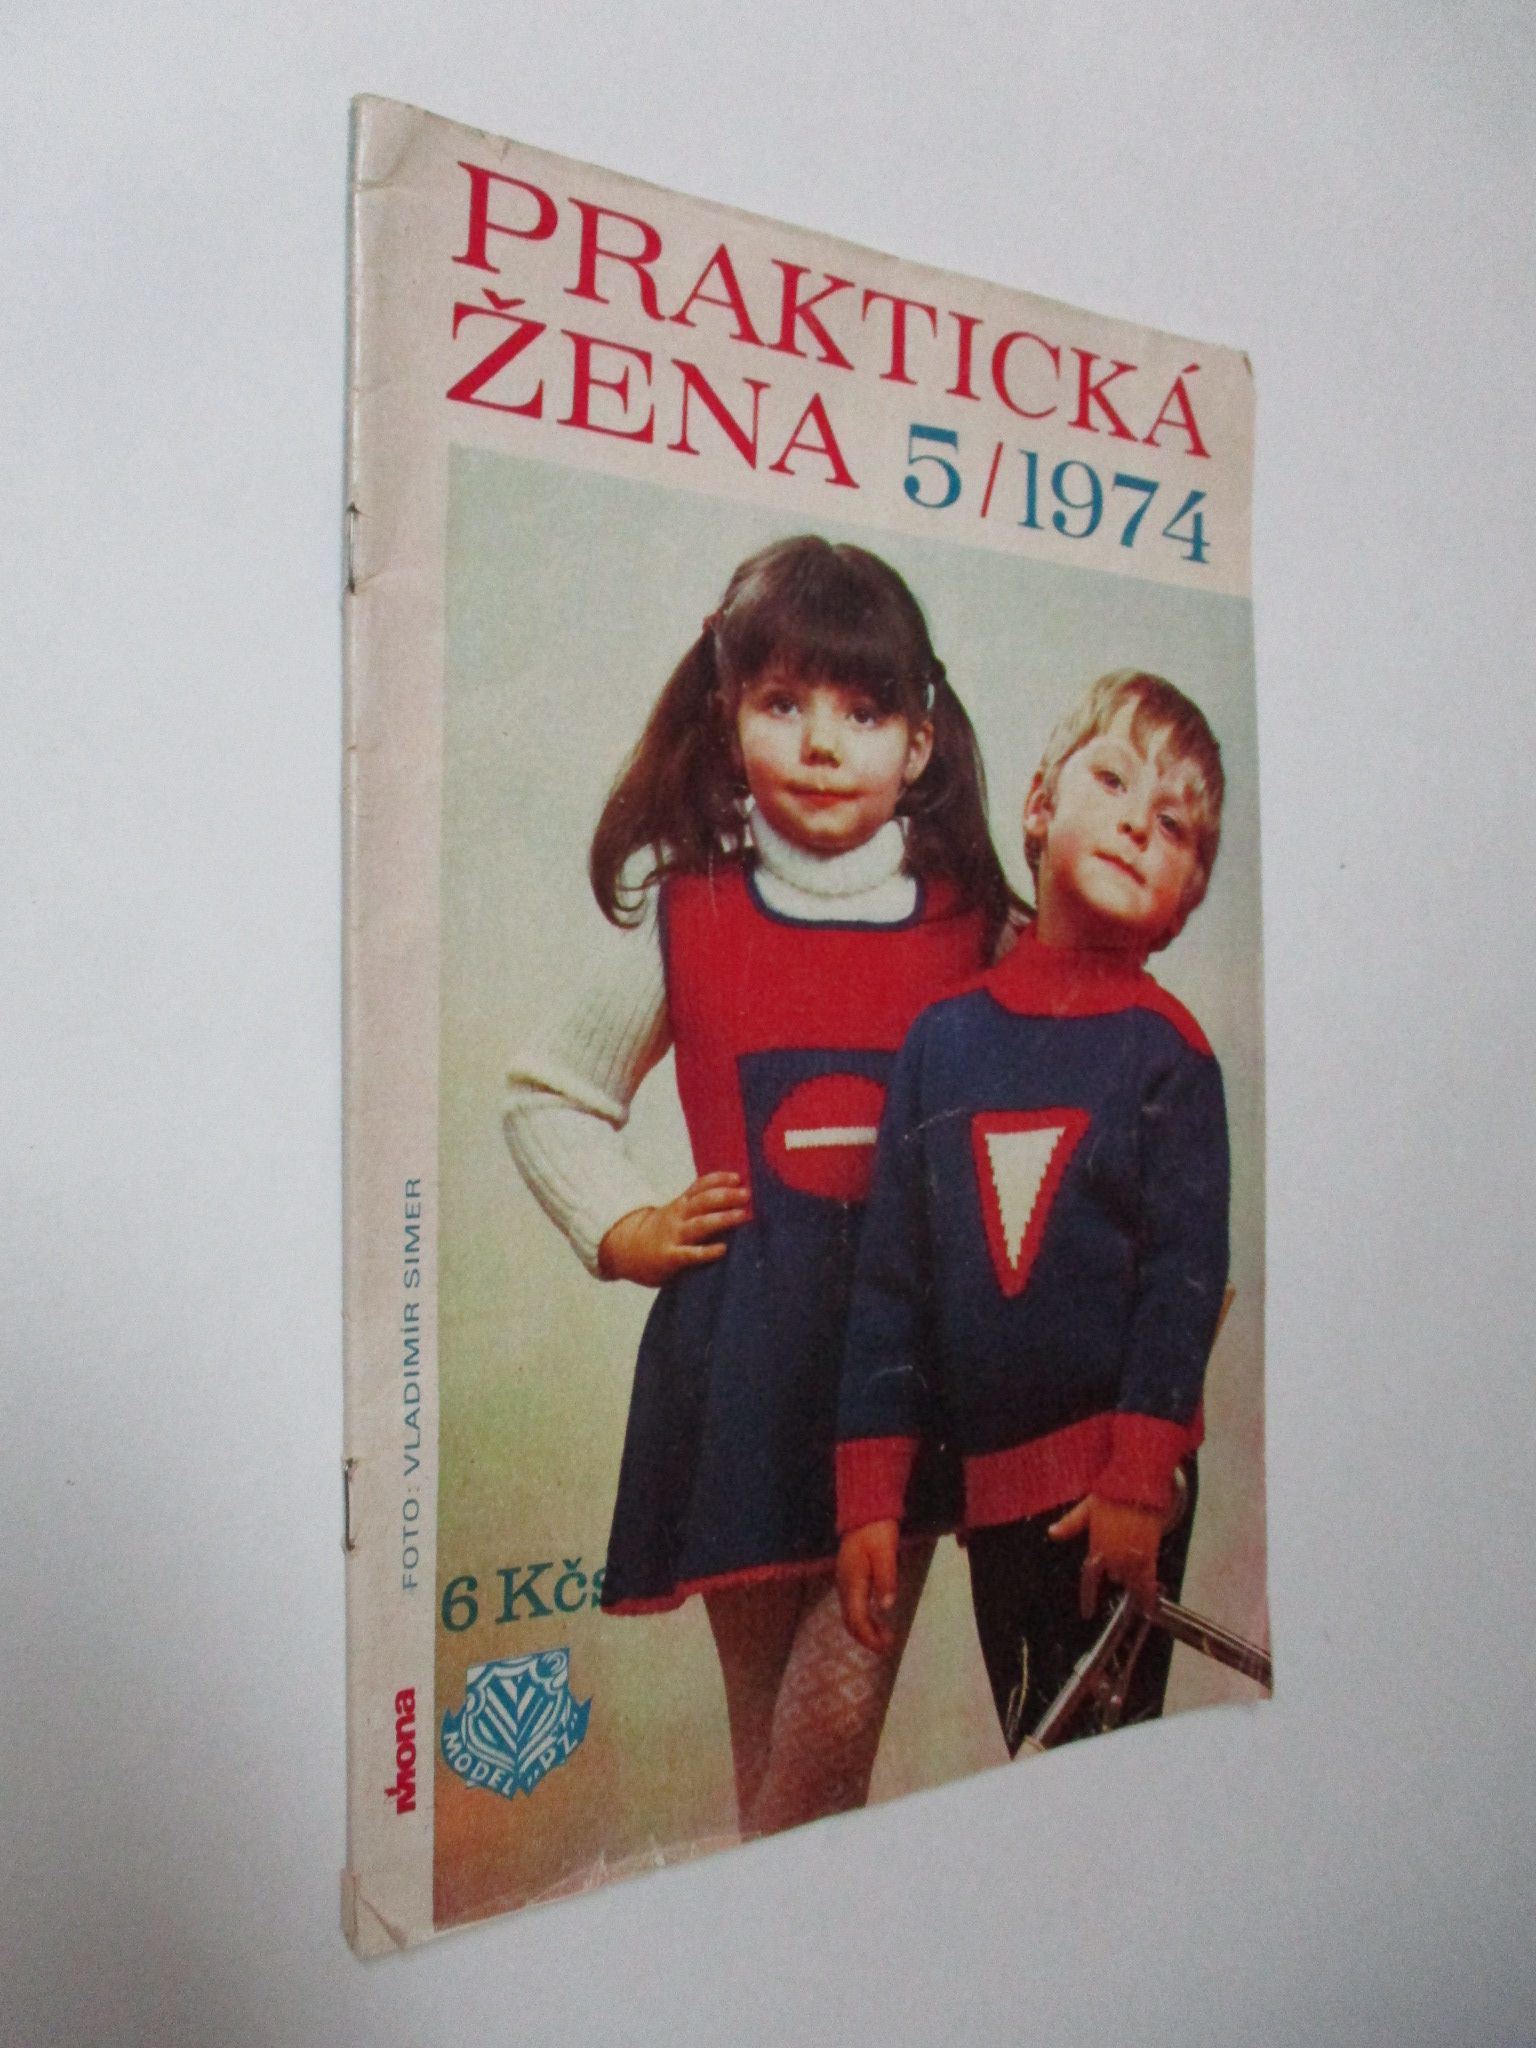 PRAKTICKÁ
ŽENA 5/1974
FOTO: VLADIMÍR SIMER
6 Kčs
Mona
MODEL „PŽ"